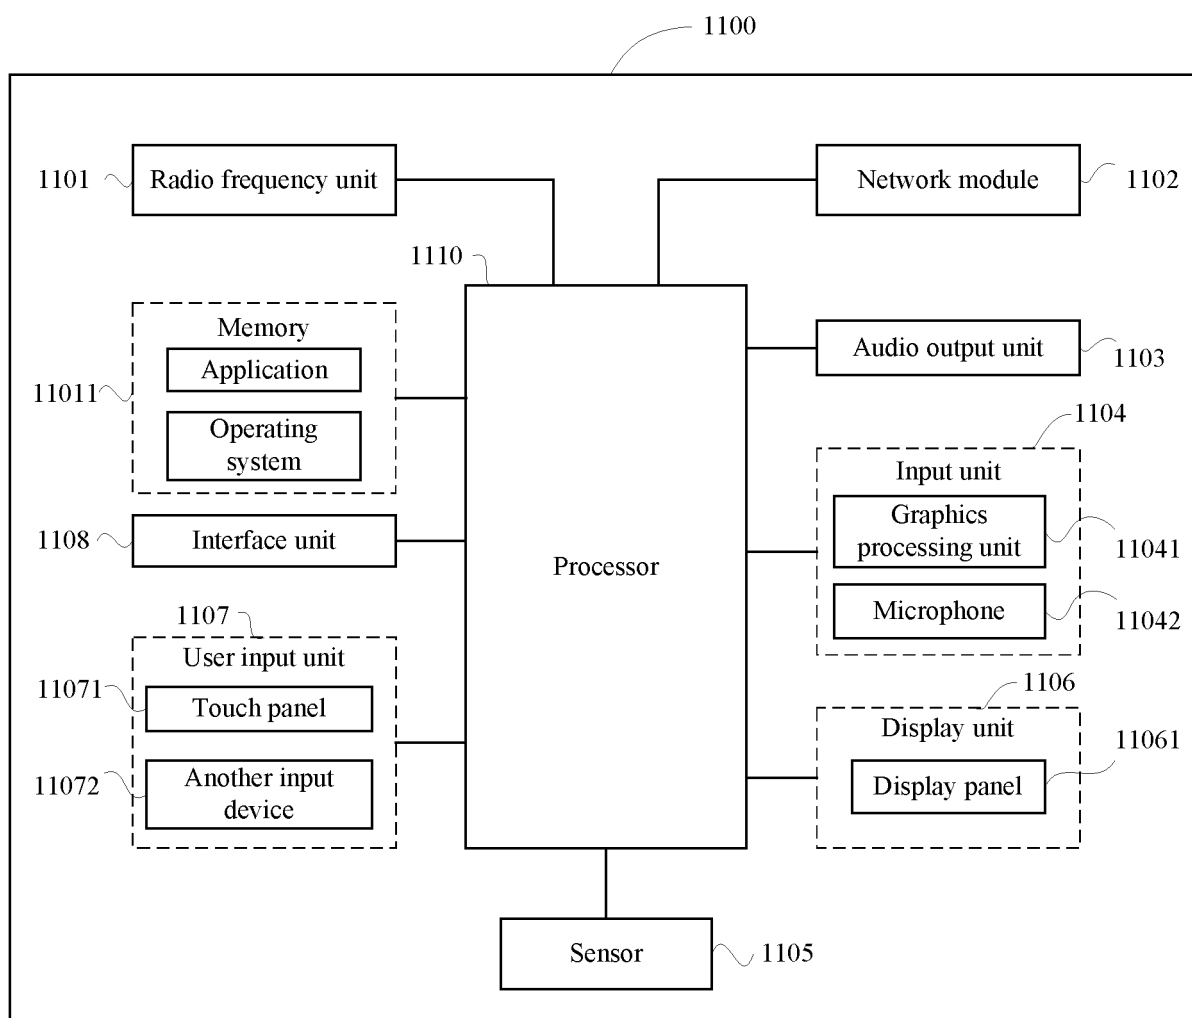 1100
1101
Radio frequency unit
Network module
1102
1110
Memory
Application
11011
Operating
system
Audio output unit
1103
1104
Input unit
Graphics
processing unit
11041
Microphone
11042
1108
Interface unit
Processor
1107
User input unit
11071
Touch panel
11072
Another input
device
1106
Display unit
11061
Display panel
Sensor
1105